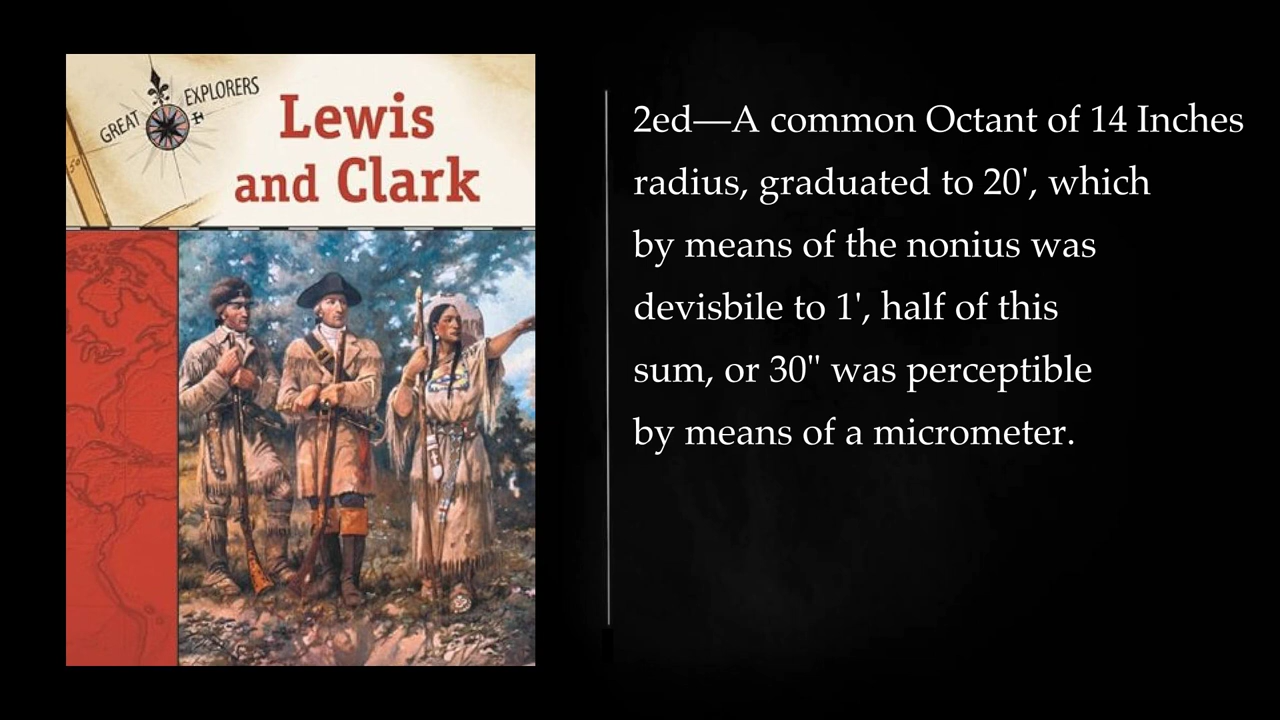 GREAT EXPLORERS
Lewis
and Clark
50
2ed—A common Octant of 14 Inches
radius, graduated to 20', which
by means of the nonius was
devisbile to 1', half of this
sum, or 30" was perceptible
by means of a micrometer.